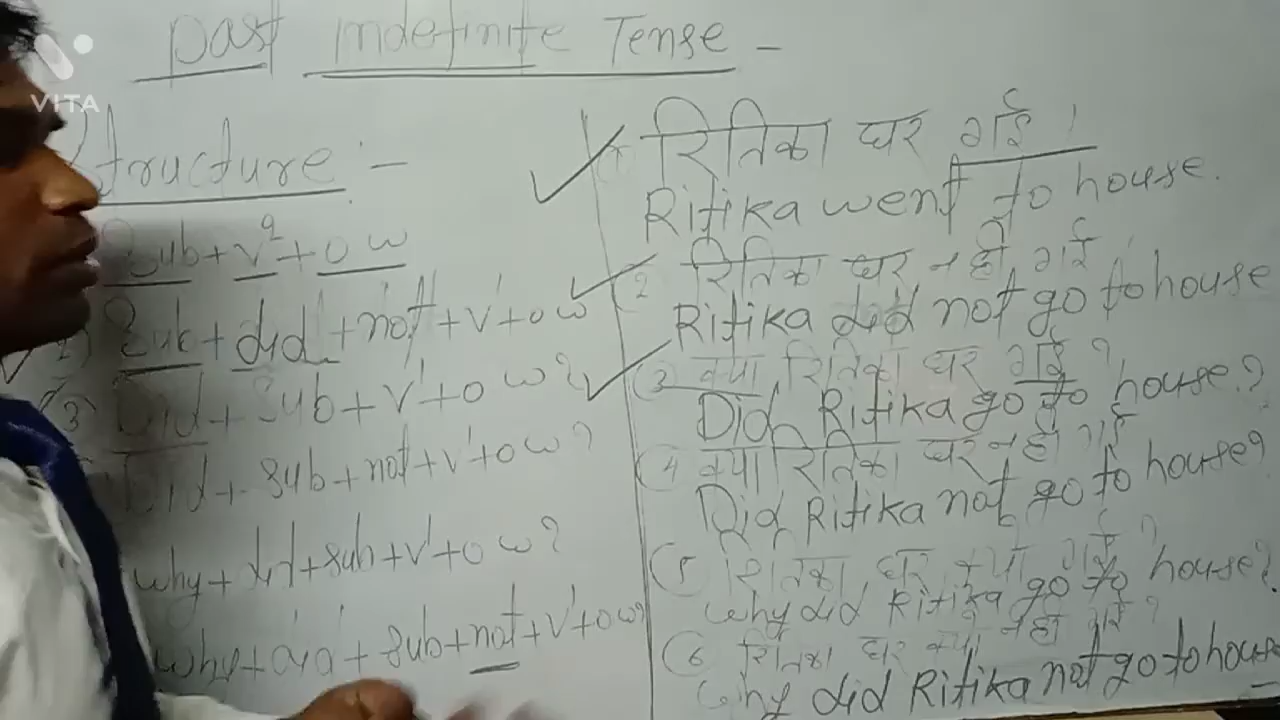 VITA
Past Indefinite Tense -
Structure :-
Sub + V² + o w
2) Sub + did + not + V¹ + o w
3) Did + Sub + V¹ + o w ?
Did + Sub + not + V¹ + o w ?
why + did + sub + V¹ + o w ?
why + did + Sub + not + V¹ + o w ?
रितिका घर गई ।
Ritika went to house.
2 रितिका घर नही गई
Ritika did not go to house
3 क्या रितिका घर गई ?
Did Ritika go to house.?
4 क्या रितिका घर नही गई
Did Ritika not go to house?
5 रितिका घर क्यों गई ?
why did Ritika go to house?
6 रितिका घर क्यों नही गई ?
why did Ritika not go to house